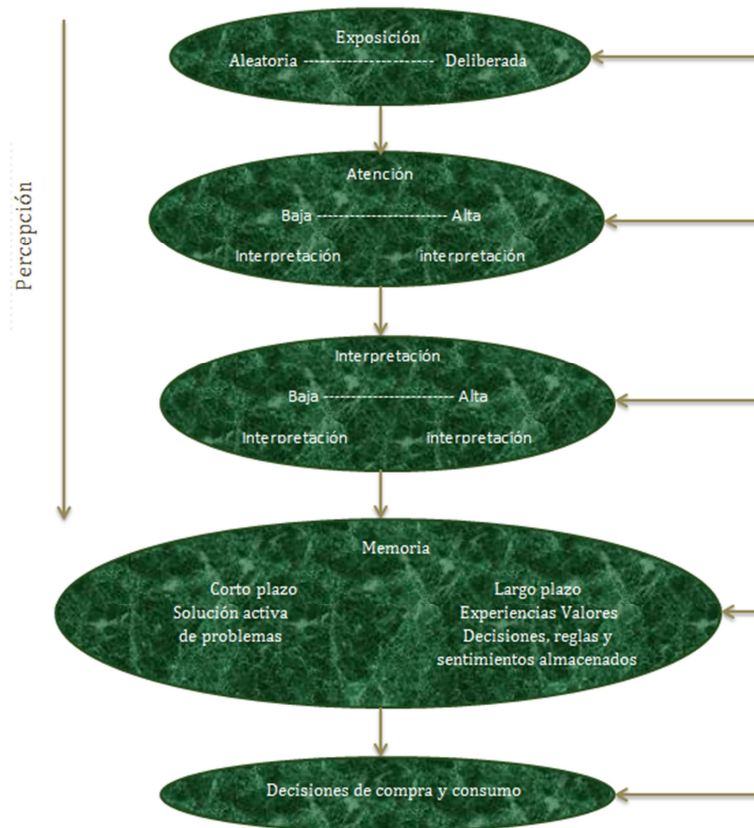 Percepción
Exposición
Aleatoria ----------------------- Deliberada
Atención
Baja ----------------------- Alta
Interpretación interpretación
Interpretación
Baja ----------------------- Alta
Interpretación Interpretación
Memoria
Corto plazo
Solución activa
de problemas
Largo plazo
Experiencias Valores
Decisiones, reglas y
sentimientos almacenados
Decisiones de compra y consumo